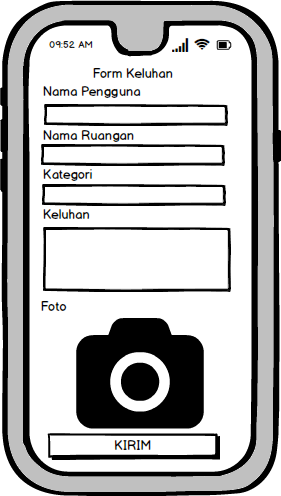 09:52 AM
Form Keluhan
Nama Pengguna
Nama Ruangan
Kategori
Keluhan
Foto
KIRIM